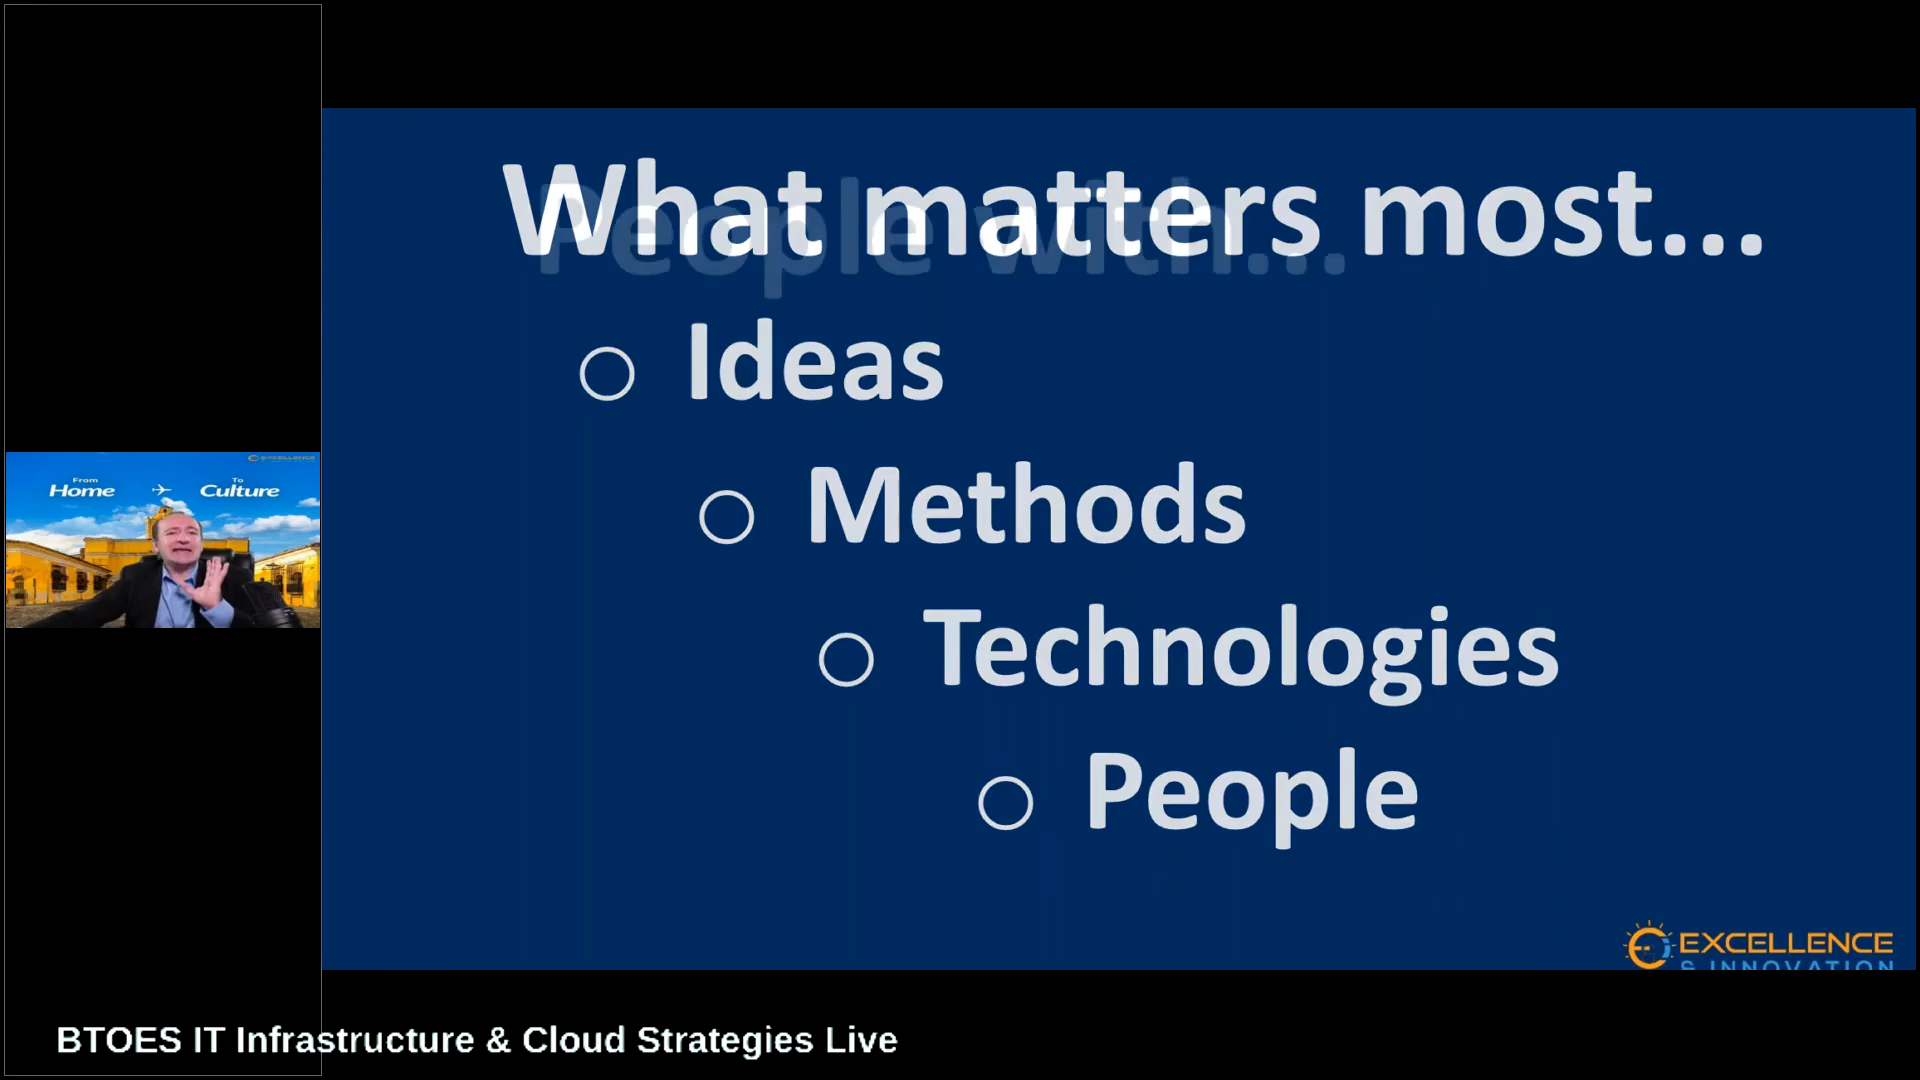 What matters most...
People with...
Ideas
Methods
Technologies
People
EXCELLENCE
& INNOVATION
EXCELLENCE
From To
Home Culture
BTOES IT Infrastructure & Cloud Strategies Live